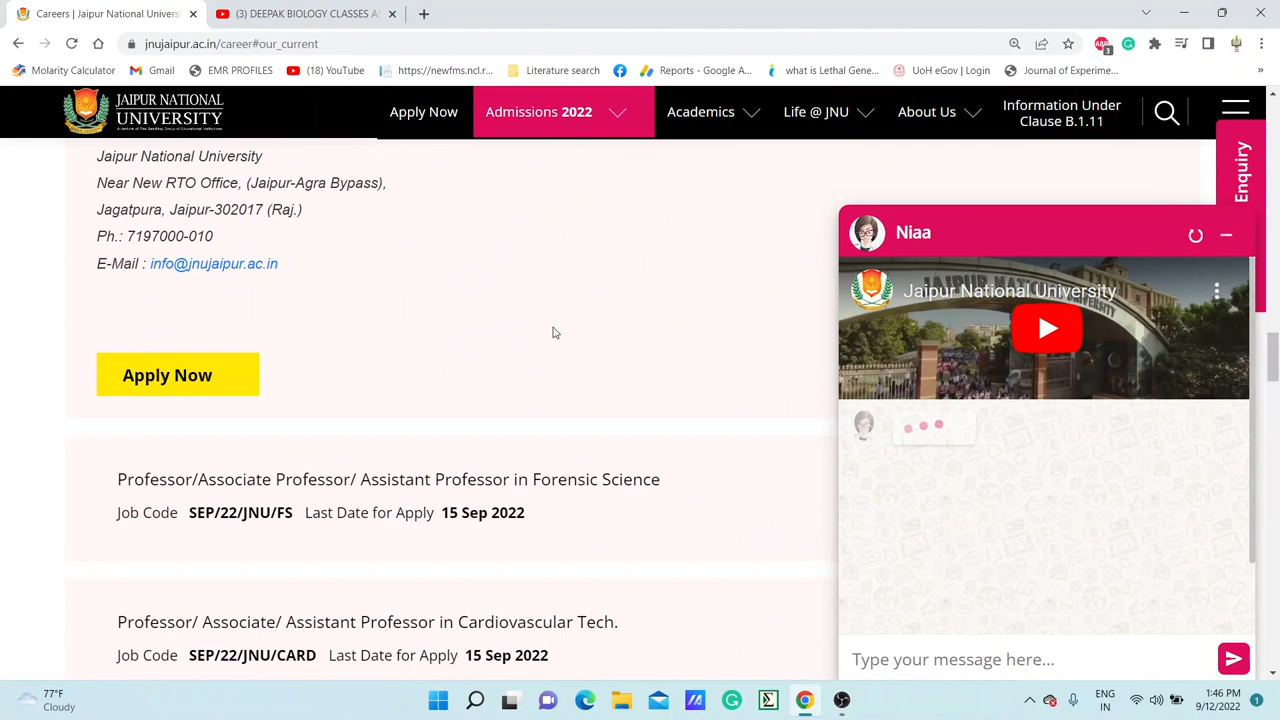 Careers | Jaipur National Universi
(3) DEEPAK BIOLOGY CLASSES A
jnujaipur.ac.in/career#our_current
Molarity Calculator
Gmail
EMR PROFILES
(18) YouTube
https://newfms.ncl.r...
Literature search
Reports - Google A...
what is Lethal Gene...
UoH eGov | Login
Journal of Experime...
»
JAIPUR NATIONAL
UNIVERSITY
Apply Now
Admissions 2022
Academics
Life @ JNU
About Us
Information Under
Clause B.1.11
Enquiry
Jaipur National University
Near New RTO Office, (Jaipur-Agra Bypass),
Jagatpura, Jaipur-302017 (Raj.)
Ph.: 7197000-010
E-Mail : info@jnujaipur.ac.in
Apply Now
Professor/Associate Professor/ Assistant Professor in Forensic Science
Job Code SEP/22/JNU/FS Last Date for Apply 15 Sep 2022
Professor/ Associate/ Assistant Professor in Cardiovascular Tech.
Job Code SEP/22/JNU/CARD Last Date for Apply 15 Sep 2022
Niaa
Jaipur National University
Type your message here...
77°F
Cloudy
ENG
IN
1:46 PM
9/12/2022
1